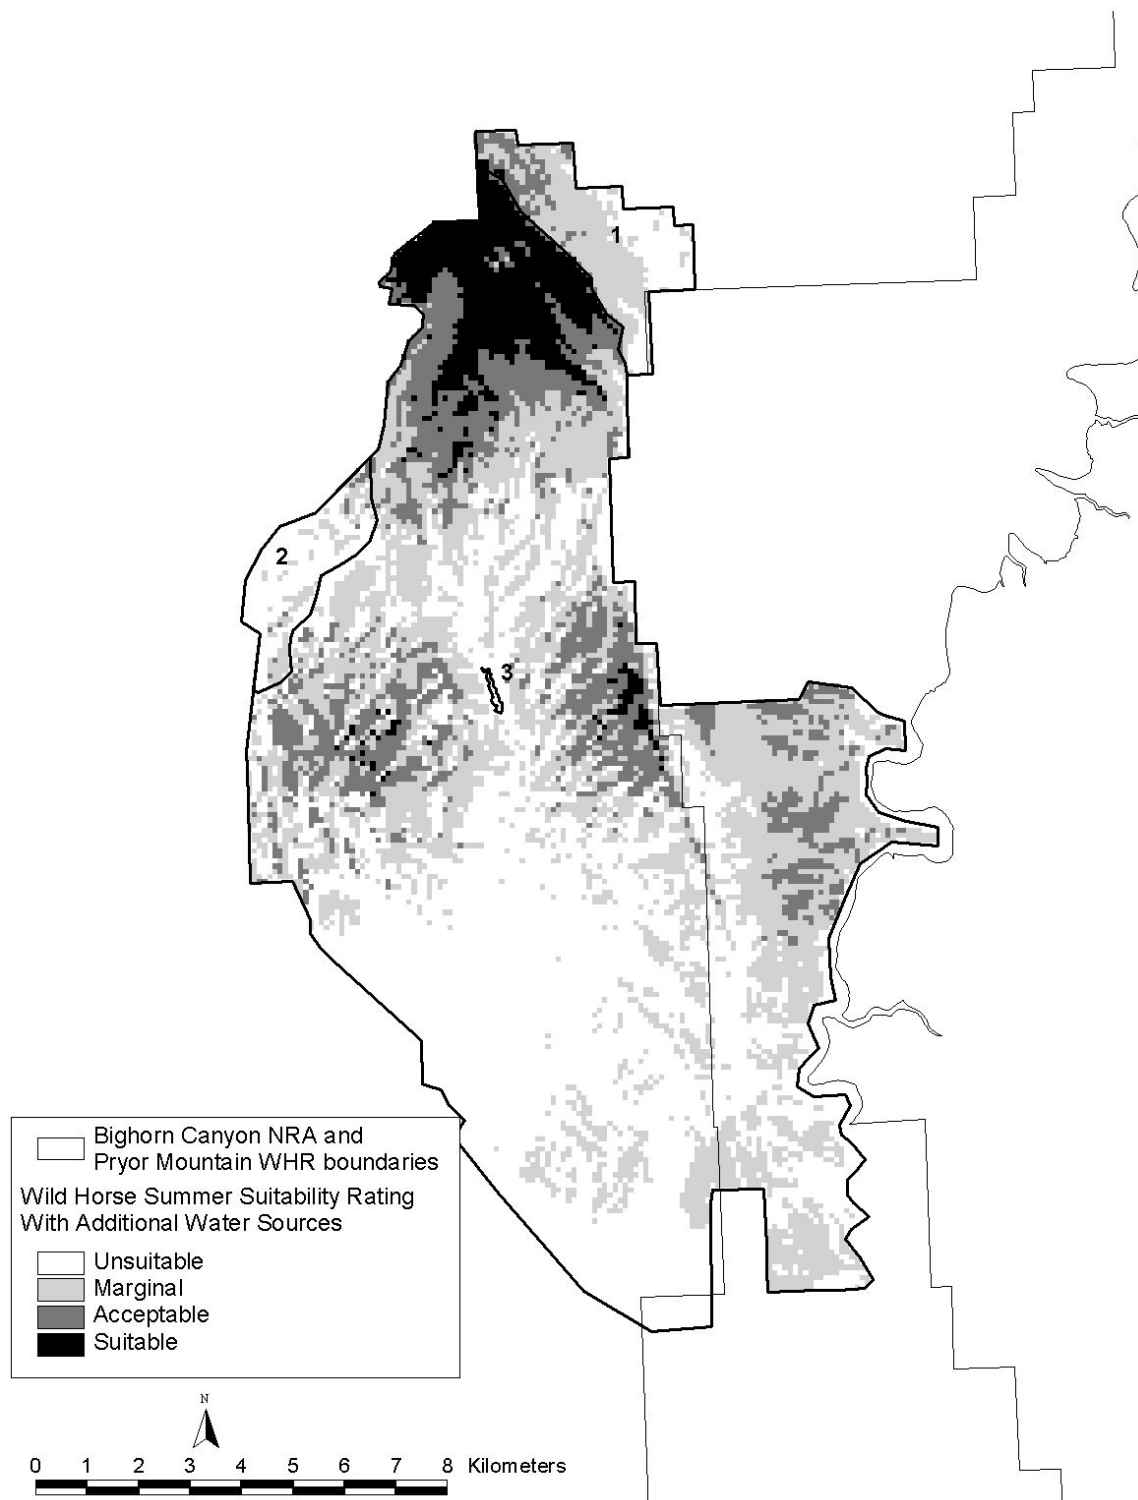 1
2
3
Bighorn Canyon NRA and
Pryor Mountain WHR boundaries
Wild Horse Summer Suitability Rating
With Additional Water Sources
Unsuitable
Marginal
Acceptable
Suitable
N
0 1 2 3 4 5 6 7 8 Kilometers